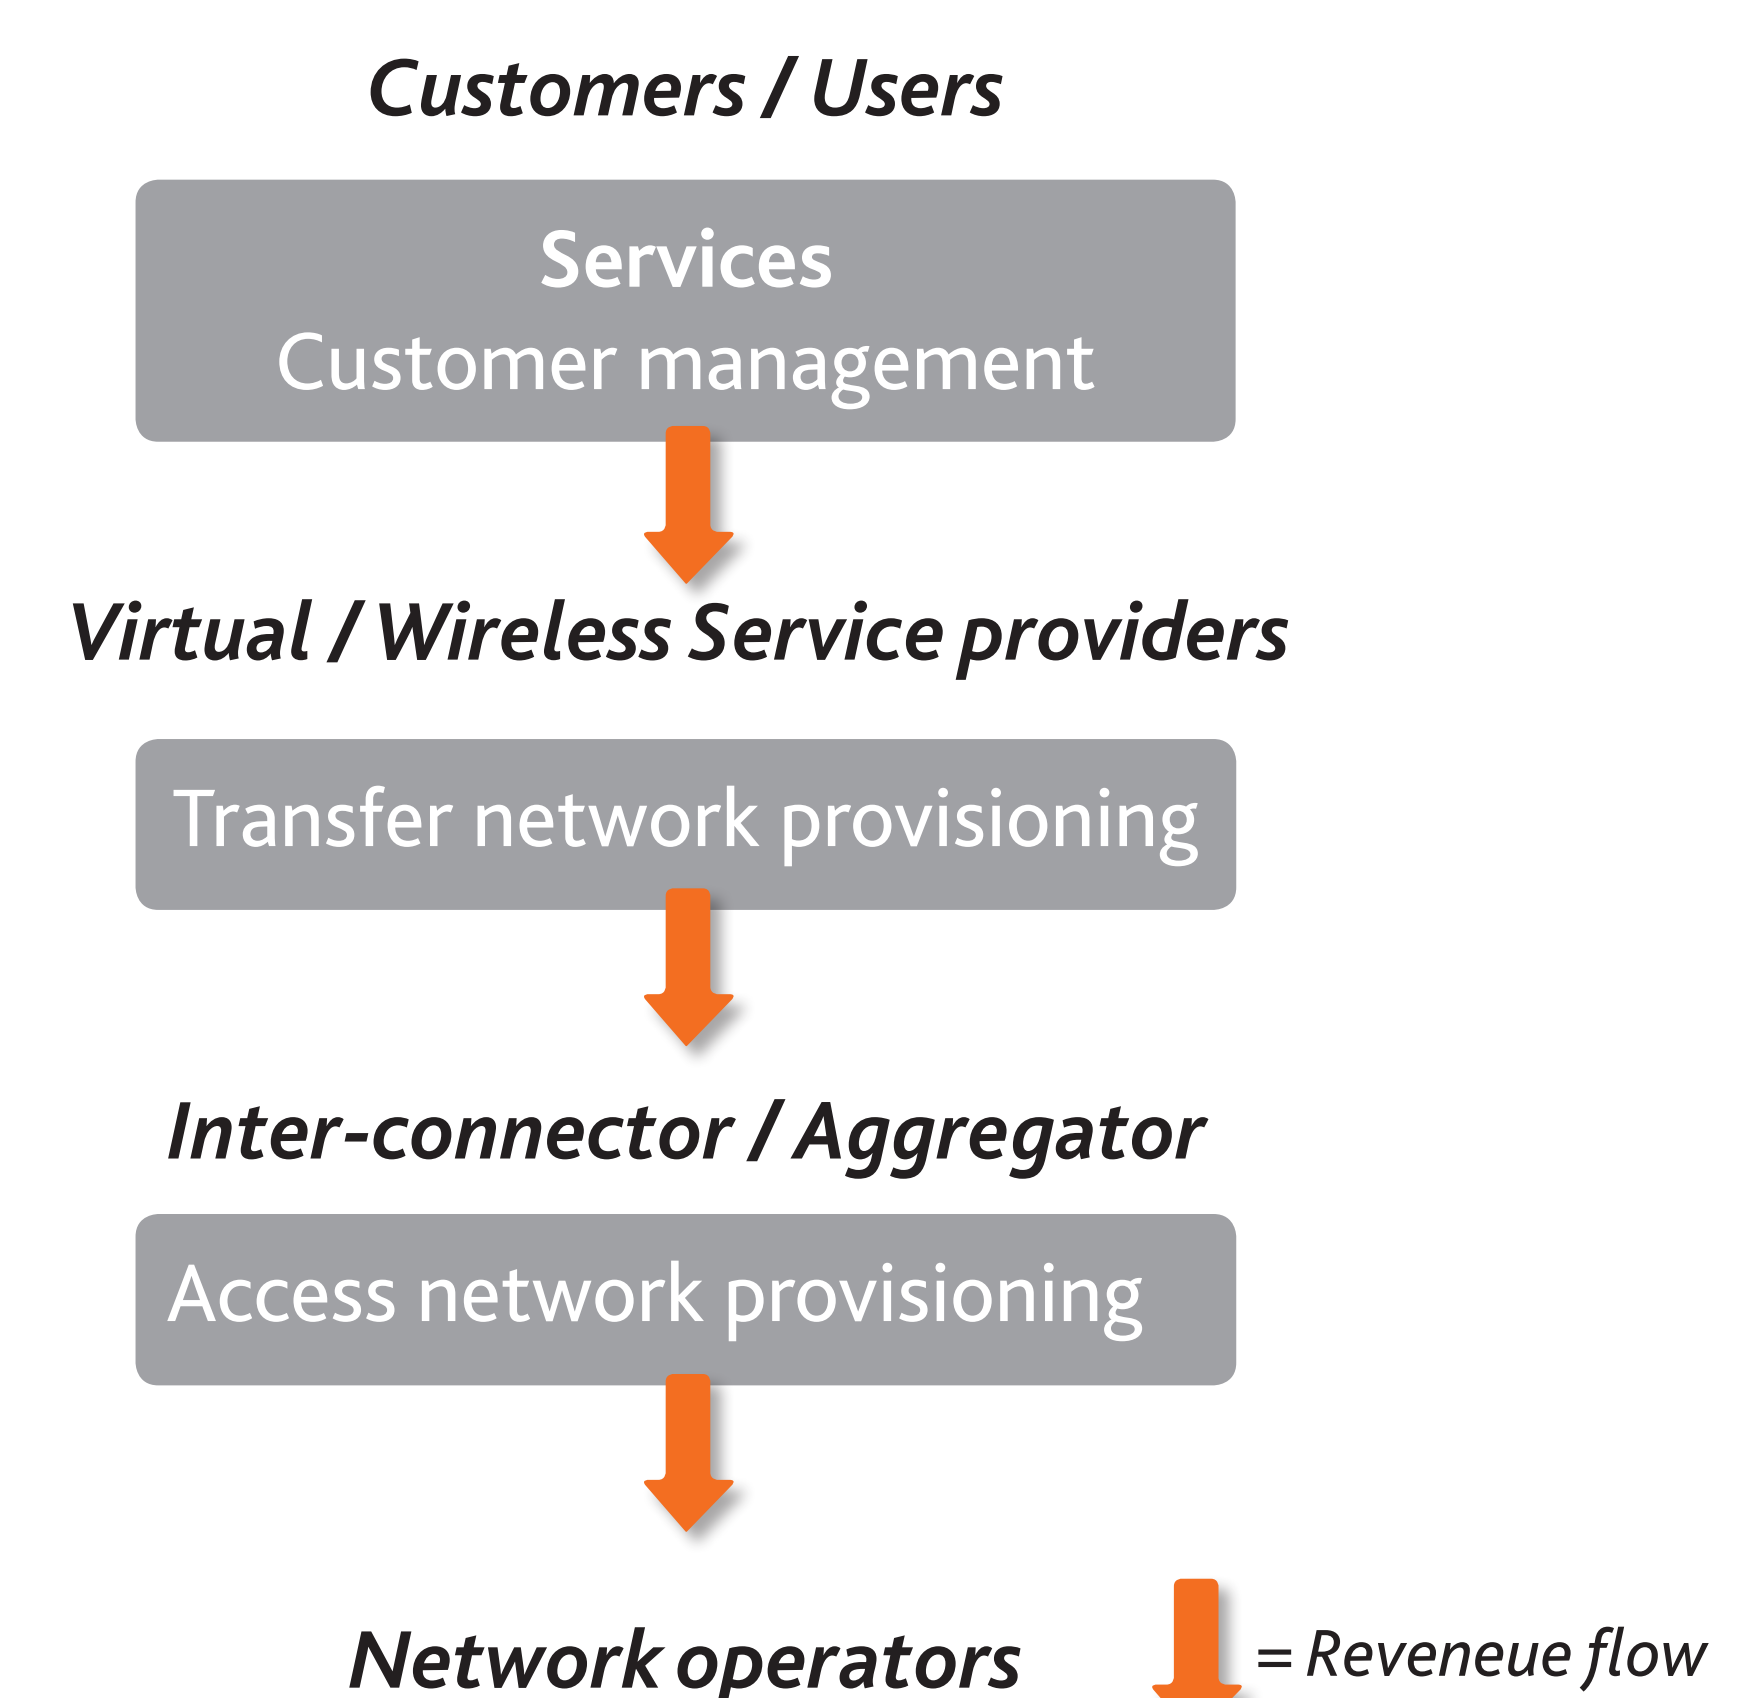 Customers / Users
Services
Customer management
Virtual / Wireless Service providers
Transfer network provisioning
Inter-connector / Aggregator
Access network provisioning
Network operators
= Reveneue flow